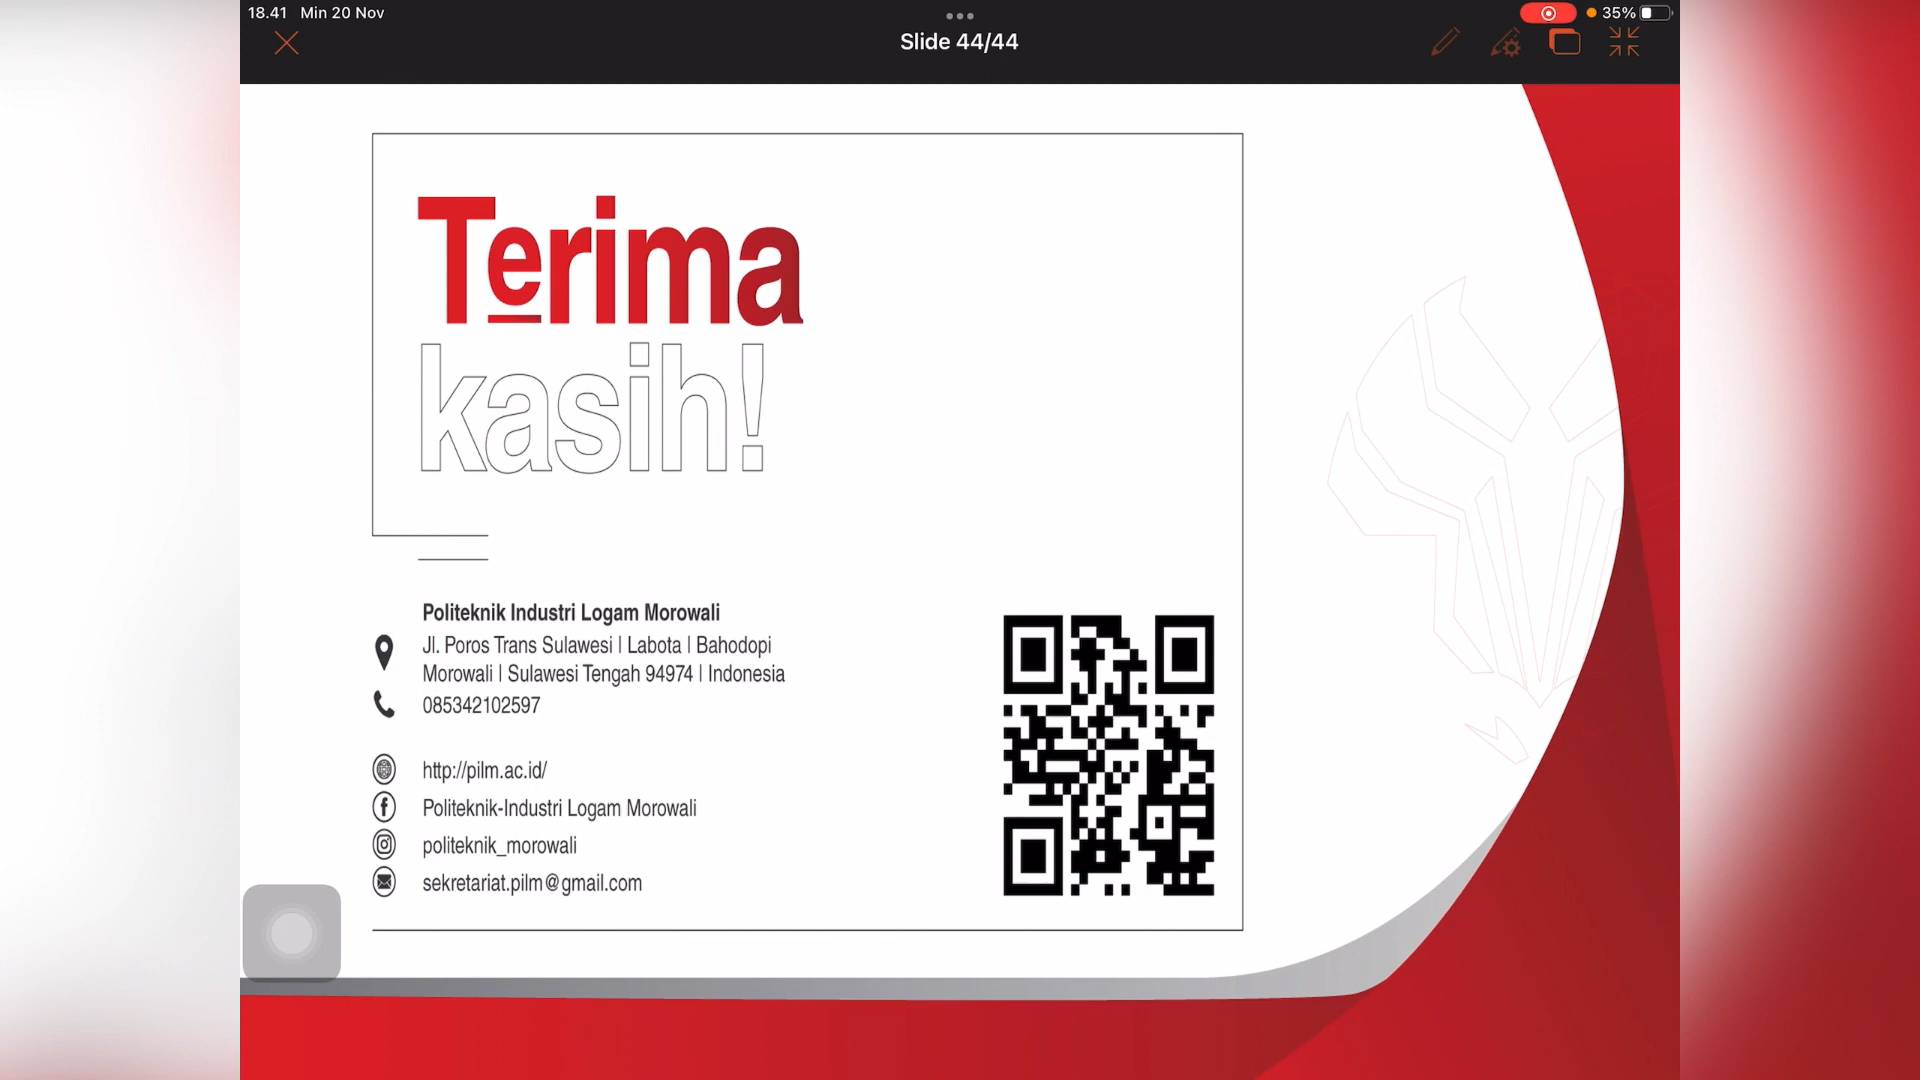 18.41 Min 20 Nov
35%
Slide 44/44
Terima
kasih!
Politeknik Industri Logam Morowali
Jl. Poros Trans Sulawesi | Labota | Bahodopi
Morowali | Sulawesi Tengah 94974 | Indonesia
085342102597
http://pilm.ac.id/
Politeknik-Industri Logam Morowali
politeknik_morowali
sekretariat.pilm@gmail.com